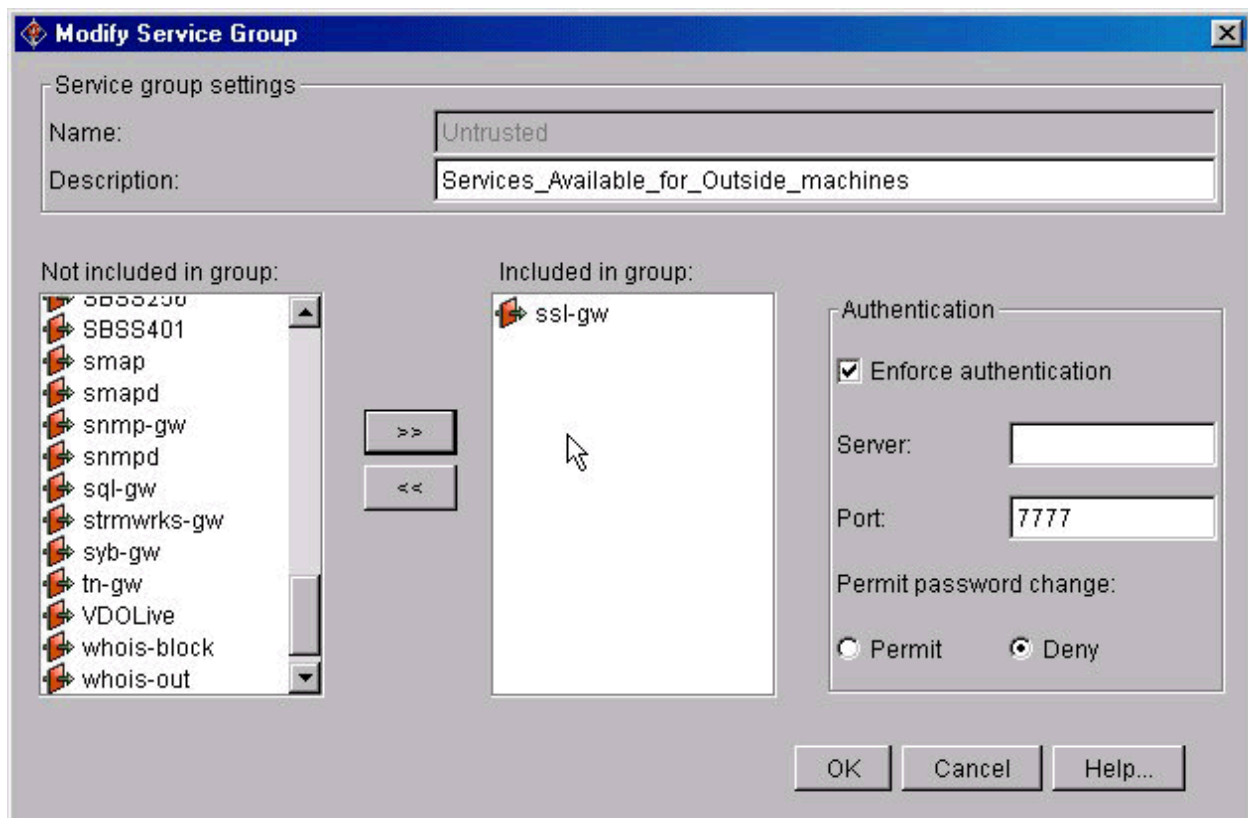 Modify Service Group
Service group settings
Name: Untrusted
Description: Services_Available_for_Outside_machines
Not included in group:
SBSS256
SBSS401
smap
smapd
snmp-gw
snmpd
sql-gw
strmwrks-gw
syb-gw
tn-gw
VDOLive
whois-block
whois-out
>>
<<
Included in group:
ssl-gw
Authentication
Enforce authentication
Server:
Port: 7777
Permit password change:
Permit Deny
OK Cancel Help...